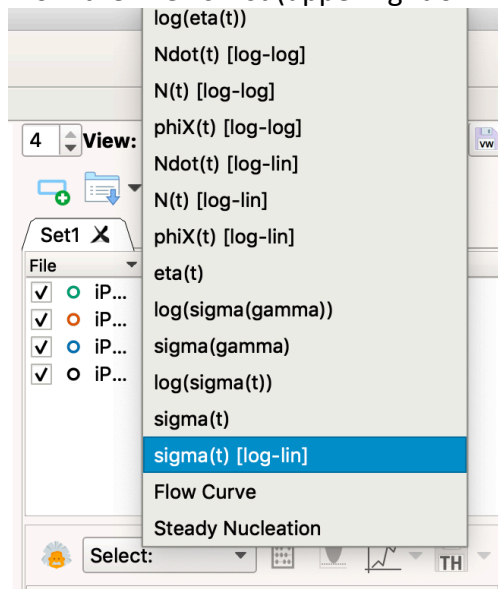 log(eta(t))
Ndot(t) [log-log]
N(t) [log-log]
phiX(t) [log-log]
4 View:
VW
Ndot(t) [log-lin]
N(t) [log-lin]
phiX(t) [log-lin]
Set1 X
eta(t)
File
log(sigma(gamma))
iP...
sigma(gamma)
iP...
log(sigma(t))
iP...
sigma(t)
iP...
sigma(t) [log-lin]
Flow Curve
Steady Nucleation
Select:
TH